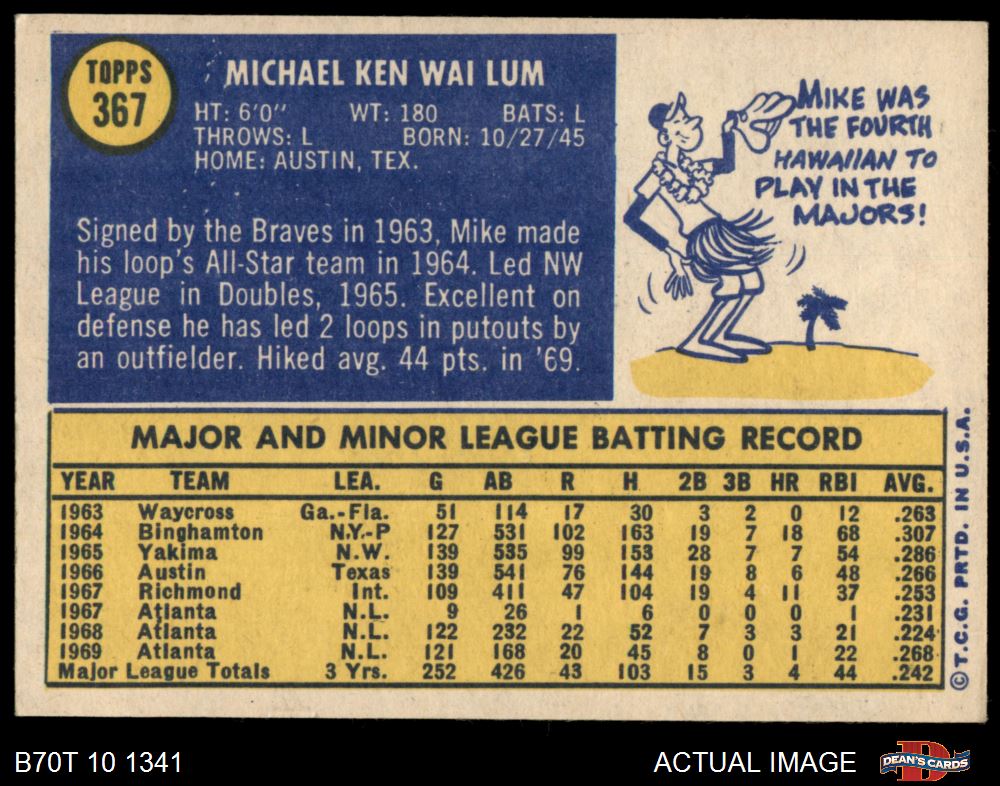 TOPPS
367
MICHAEL KEN WAI LUM
HT: 6'0" WT: 180 BATS: L
THROWS: L BORN: 10/27/45
HOME: AUSTIN, TEX.
Signed by the Braves in 1963, Mike made
his loop's All-Star team in 1964. Led NW
League in Doubles, 1965. Excellent on
defense he has led 2 loops in putouts by
an outfielder. Hiked avg. 44 pts. in '69.
MIKE WAS
THE FOURTH
HAWAIIAN TO
PLAY IN THE
MAJORS!
MAJOR AND MINOR LEAGUE BATTING RECORD
YEAR TEAM LEA. G AB R H 2B 3B HR RBI AVG.
1963 Waycross Ga.-Fla. 51 114 17 30 3 2 0 12 .263
1964 Binghamton N.Y.-P 127 531 102 163 19 7 18 68 .307
1965 Yakima N.W. 139 535 99 153 28 7 7 54 .286
1966 Austin Texas 139 541 76 144 19 8 6 48 .266
1967 Richmond Int. 109 411 47 104 19 4 11 37 .253
1967 Atlanta N.L. 9 26 1 6 0 0 0 1 .231
1968 Atlanta N.L. 122 232 22 52 7 3 3 21 .224
1969 Atlanta N.L. 121 168 20 45 8 0 1 22 .268
Major League Totals 3 Yrs. 252 426 43 103 15 3 4 44 .242
©T.C.G. PRTD. IN U.S.A.
B70T 10 1341 ACTUAL IMAGE
DEAN'S CARDS